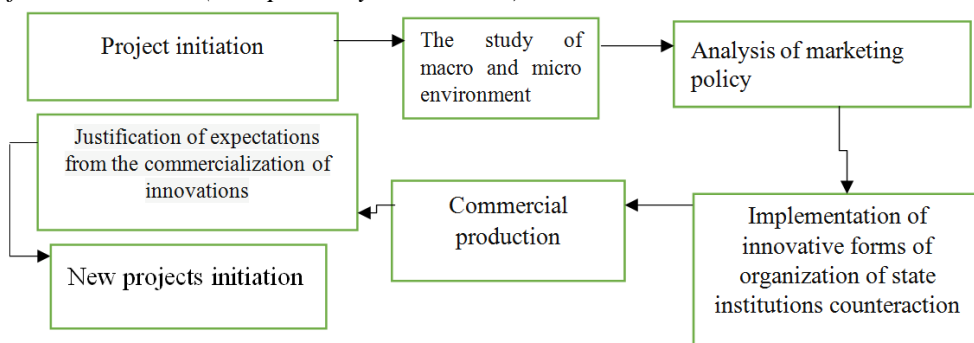 Project initiation
The study of
macro and micro
environment
Analysis of marketing
policy
Implementation of
innovative forms of
organization of state
institutions counteraction
Commercial
production
Justification of expectations
from the commercialization of
innovations
New projects initiation